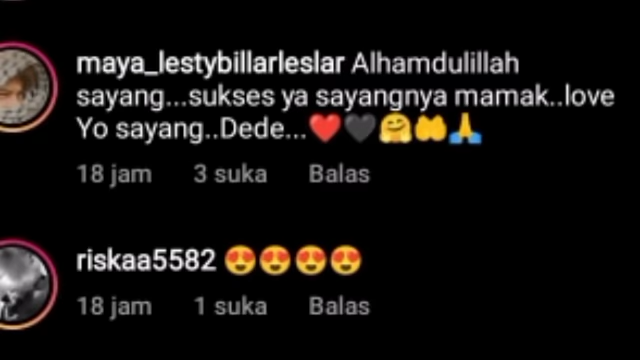 maya_lestybillarleslar Alhamdulillah
sayang...sukses ya sayangnya mamak..love
Yo sayang..Dede...❤️🖤🤗🤲🙏
18 jam 3 suka Balas
riskaa5582 😍😍😍😍
18 jam 1 suka Balas